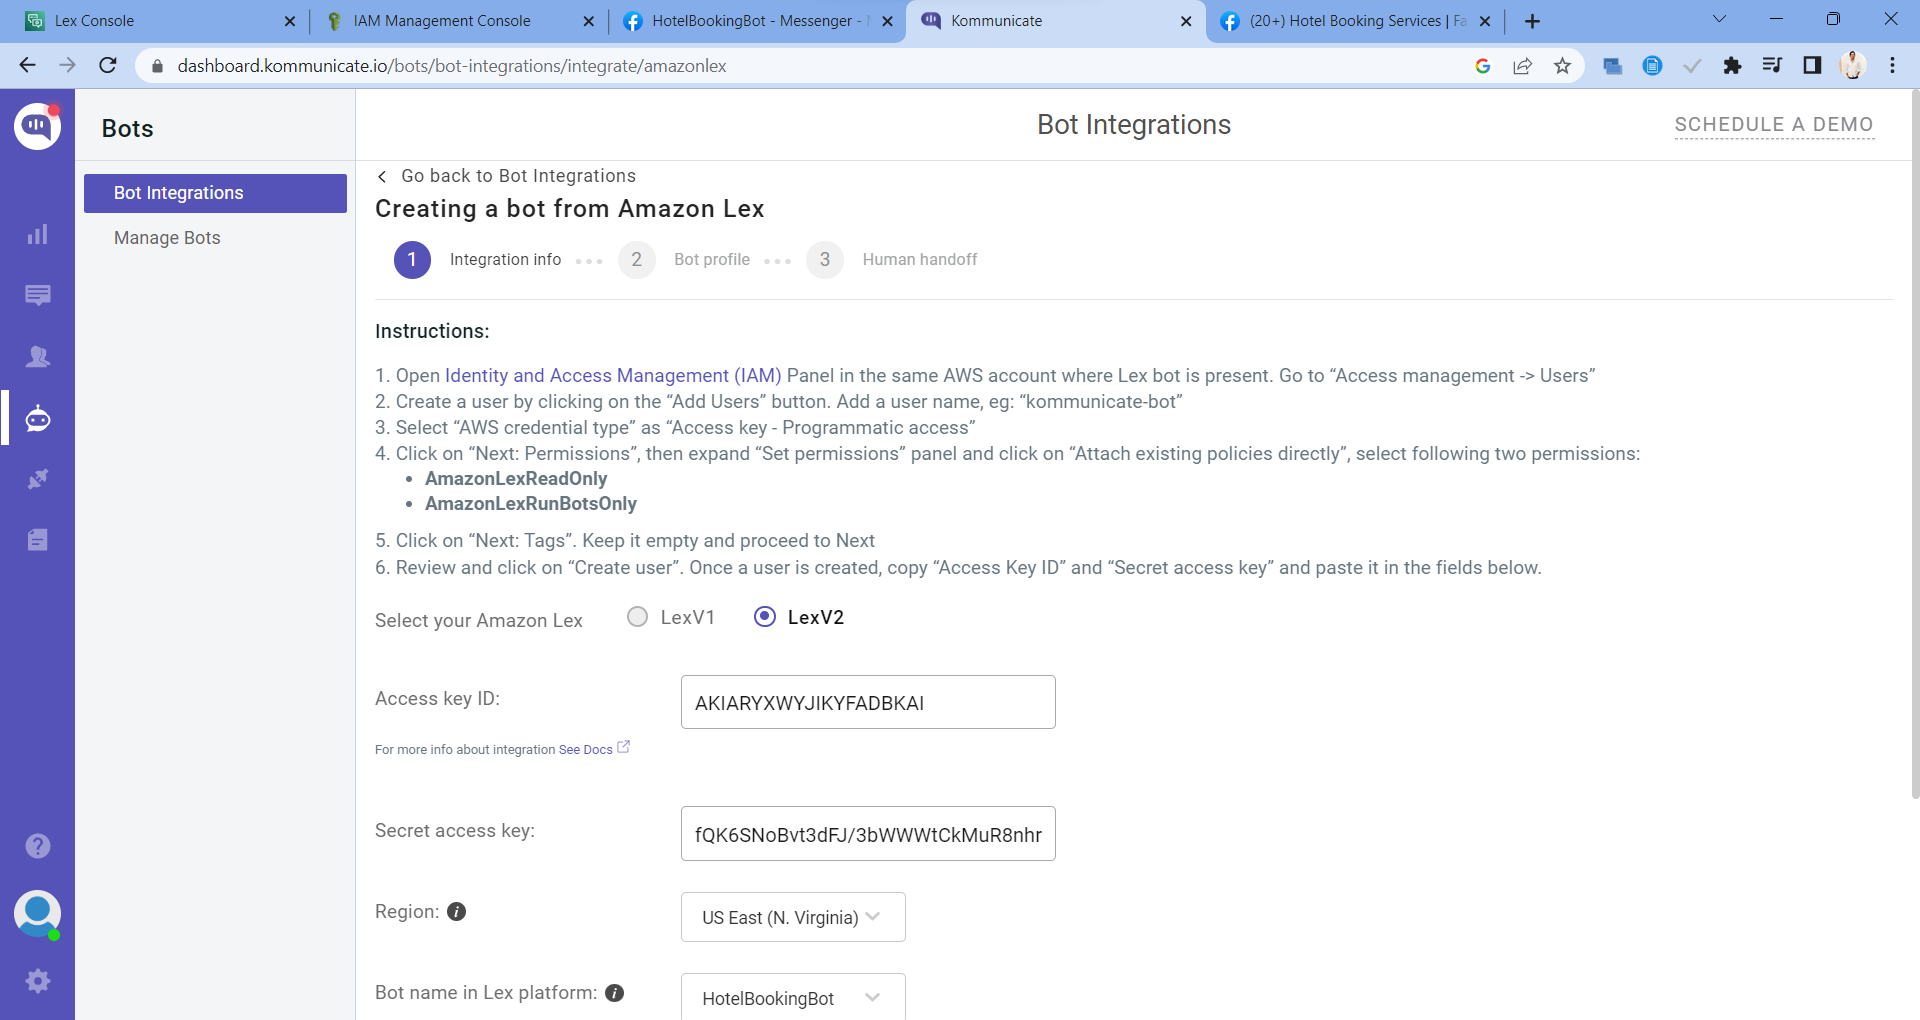 Lex Console
IAM Management Console
HotelBookingBot - Messenger -
Kommunicate
(20+) Hotel Booking Services | Fa
dashboard.kommunicate.io/bots/bot-integrations/integrate/amazonlex
Bots
Bot Integrations
SCHEDULE A DEMO
Bot Integrations
Manage Bots
Go back to Bot Integrations
Creating a bot from Amazon Lex
1 Integration info 2 Bot profile 3 Human handoff
Instructions:
1. Open Identity and Access Management (IAM) Panel in the same AWS account where Lex bot is present. Go to “Access management -> Users”
2. Create a user by clicking on the “Add Users” button. Add a user name, eg: “kommunicate-bot”
3. Select “AWS credential type” as “Access key - Programmatic access”
4. Click on “Next: Permissions”, then expand “Set permissions” panel and click on “Attach existing policies directly”, select following two permissions:
• AmazonLexReadOnly
• AmazonLexRunBotsOnly
5. Click on “Next: Tags”. Keep it empty and proceed to Next
6. Review and click on “Create user”. Once a user is created, copy “Access Key ID” and “Secret access key” and paste it in the fields below.
Select your Amazon Lex LexV1 LexV2
Access key ID: AKIARYXWYJIKYFADBKAI
For more info about integration See Docs
Secret access key: fQK6SNoBvt3dFJ/3bWWWtCkMuR8nhr
Region: US East (N. Virginia)
Bot name in Lex platform: HotelBookingBot